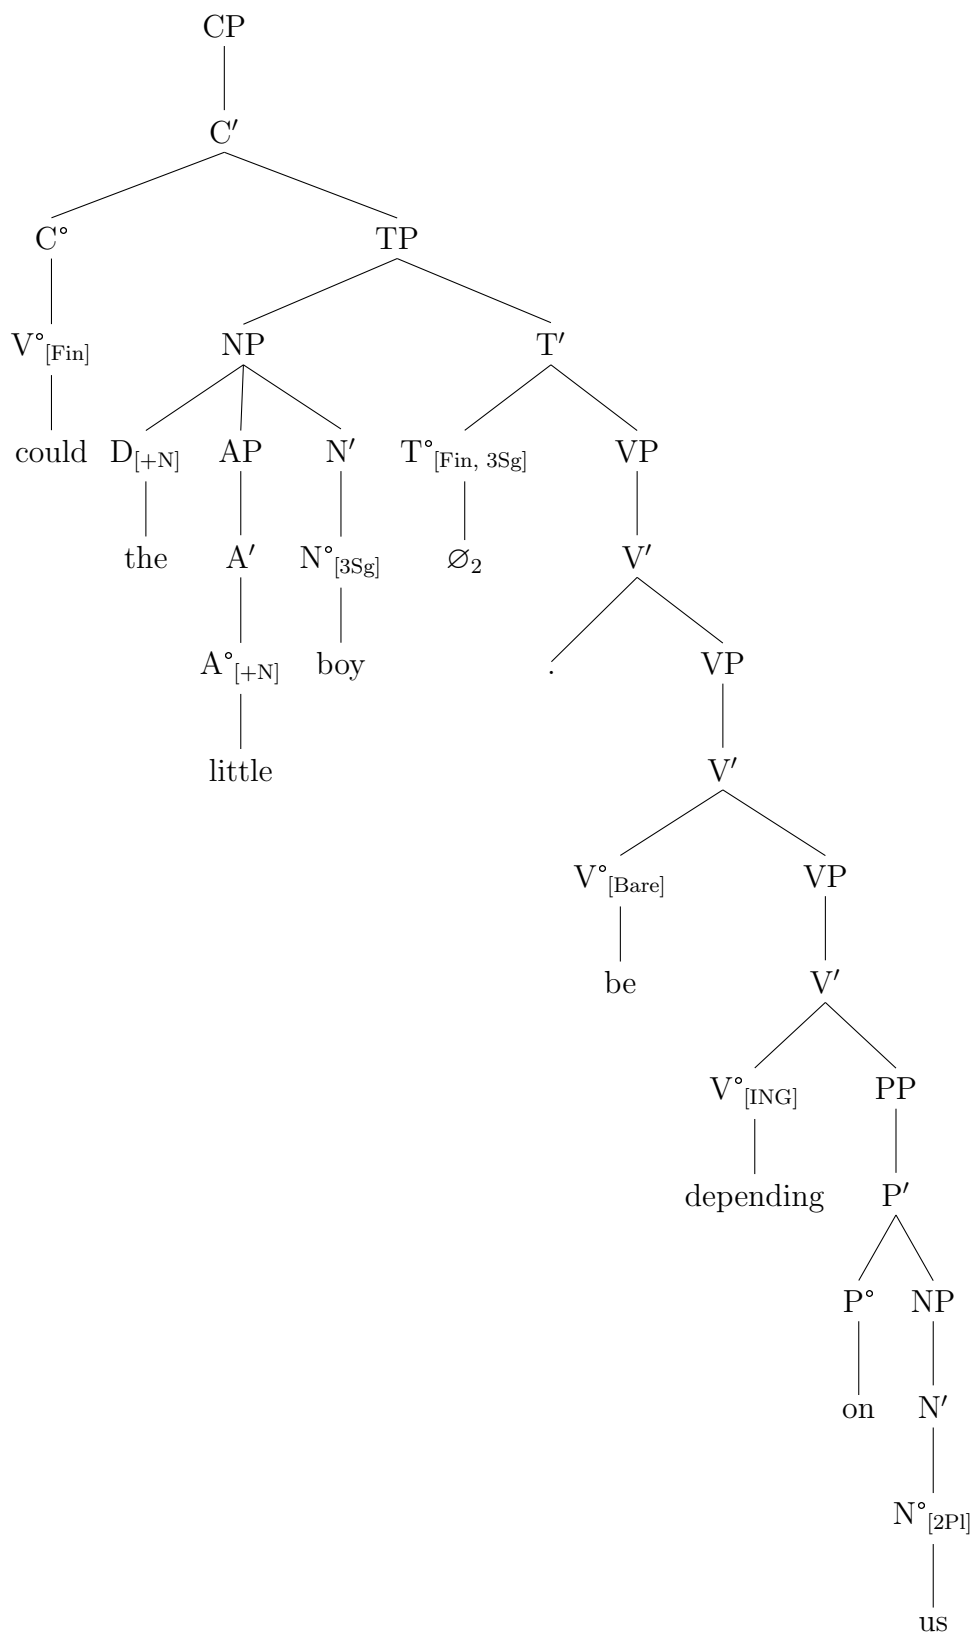 CP
C′
C° TP
V°[Fin] NP T′
could D[+N] AP N′ T°[Fin, 3Sg] VP
the A′ N°[3Sg] ∅2 V′
A°[+N] boy . VP
little V′
V°[Bare] VP
be V′
V°[ING] PP
depending P′
P° NP
on N′
N°[2Pl]
us